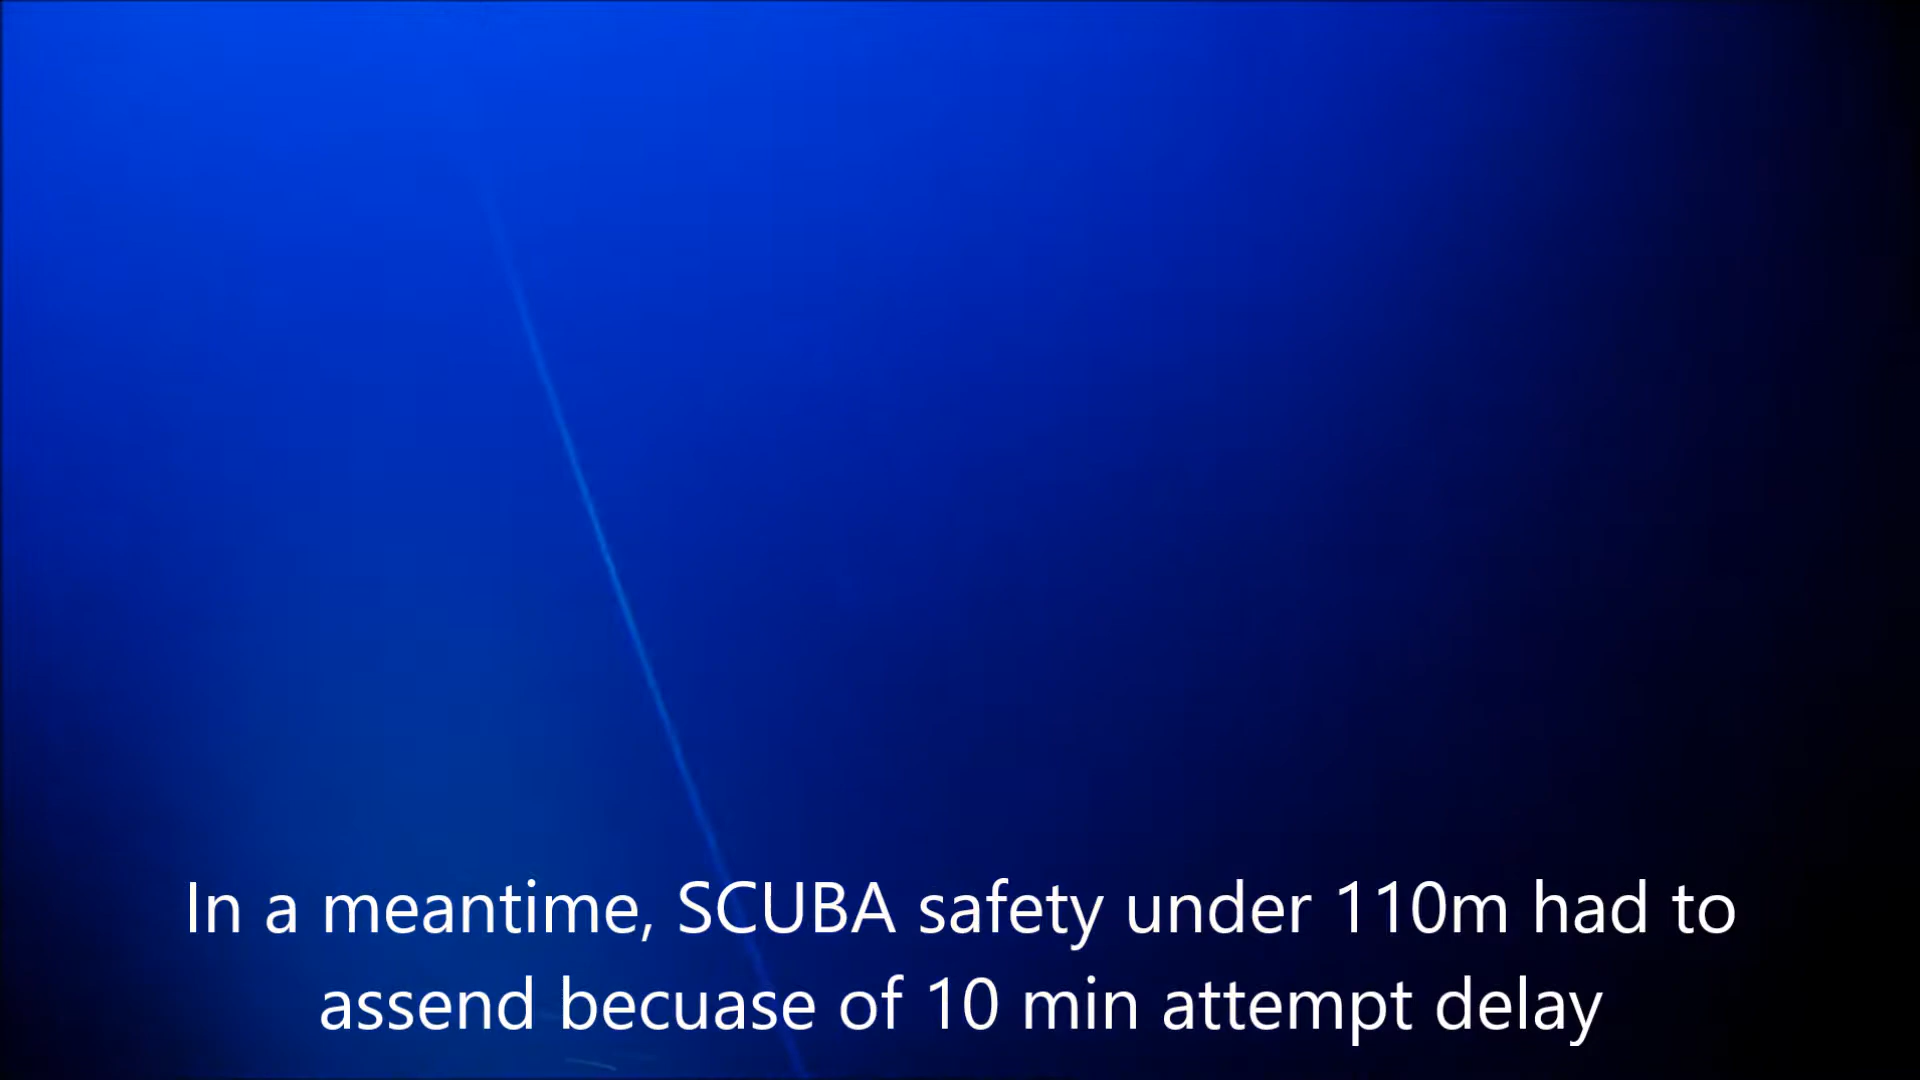 In a meantime, SCUBA safety under 110m had to
assend becuase of 10 min attempt delay